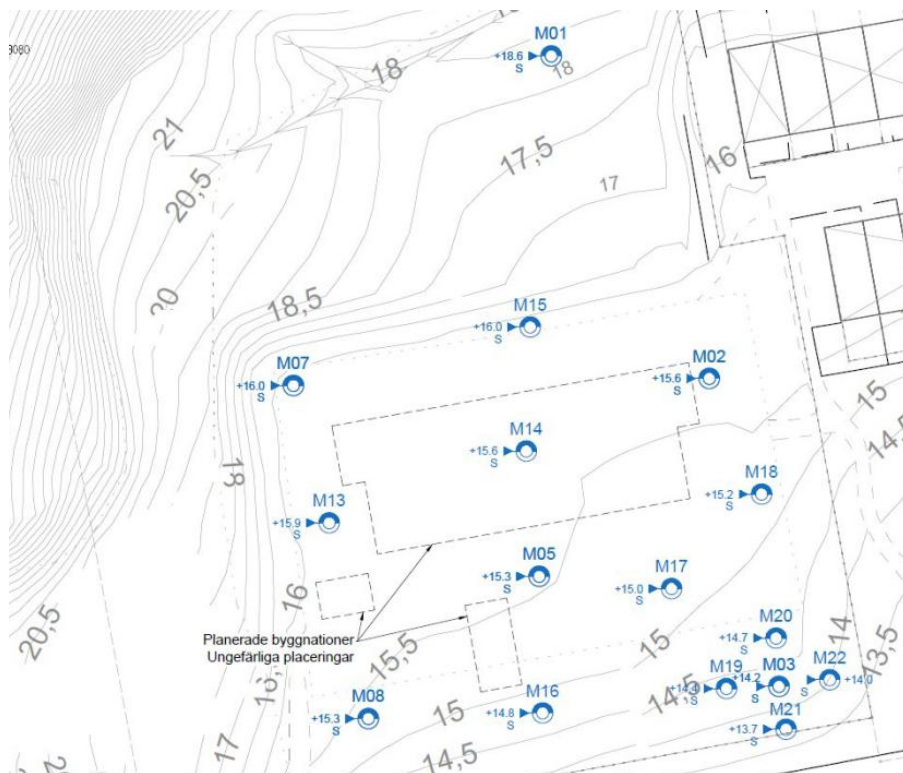 M01
+18.6
S
18
18
21
17,5
16
17
20,5
20
18,5
M15
+16.0
S
M07
+16.0
S
M02
+15.6
S
15
14,5
M14
+15.6
S
18
M18
+15.2
S
M13
+15.9
S
M05
+15.3
S
M17
+15.0
S
16
20,5
Planerade byggnationer
Ungefärliga placeringar
15,5
15
M20
+14.7
S
14
13,5
M19
+14.4
S
M03
+14.2
S
M22
+14.0
S
14,5
M08
+15.3
S
M16
+14.8
S
15
M21
+13.7
S
17
14,5